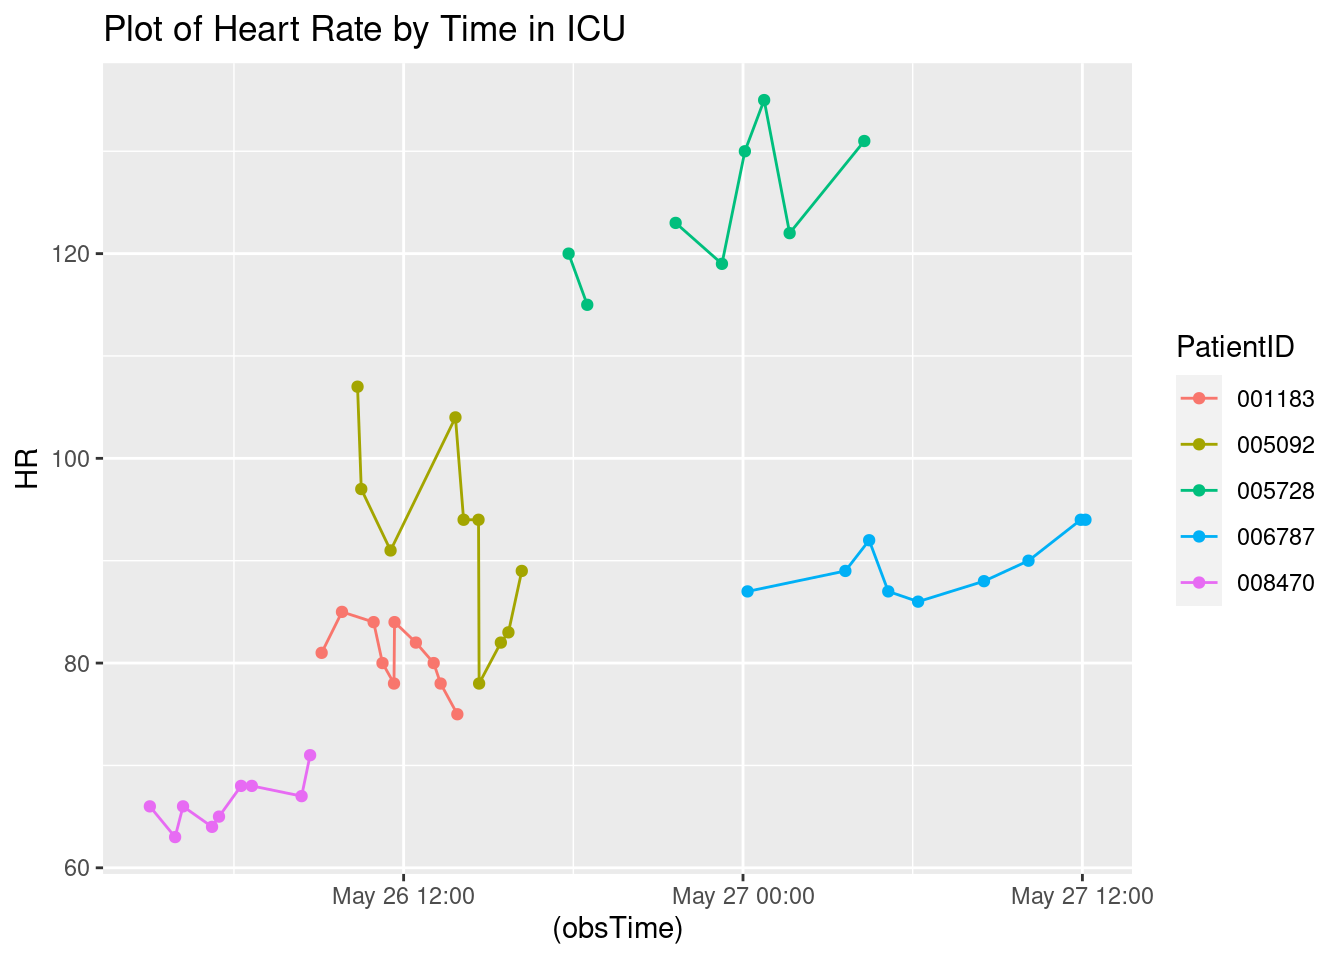 Plot of Heart Rate by Time in ICU
HR
120
100
80
60
May 26 12:00
May 27 00:00
May 27 12:00
(obsTime)
PatientID
001183
005092
005728
006787
008470